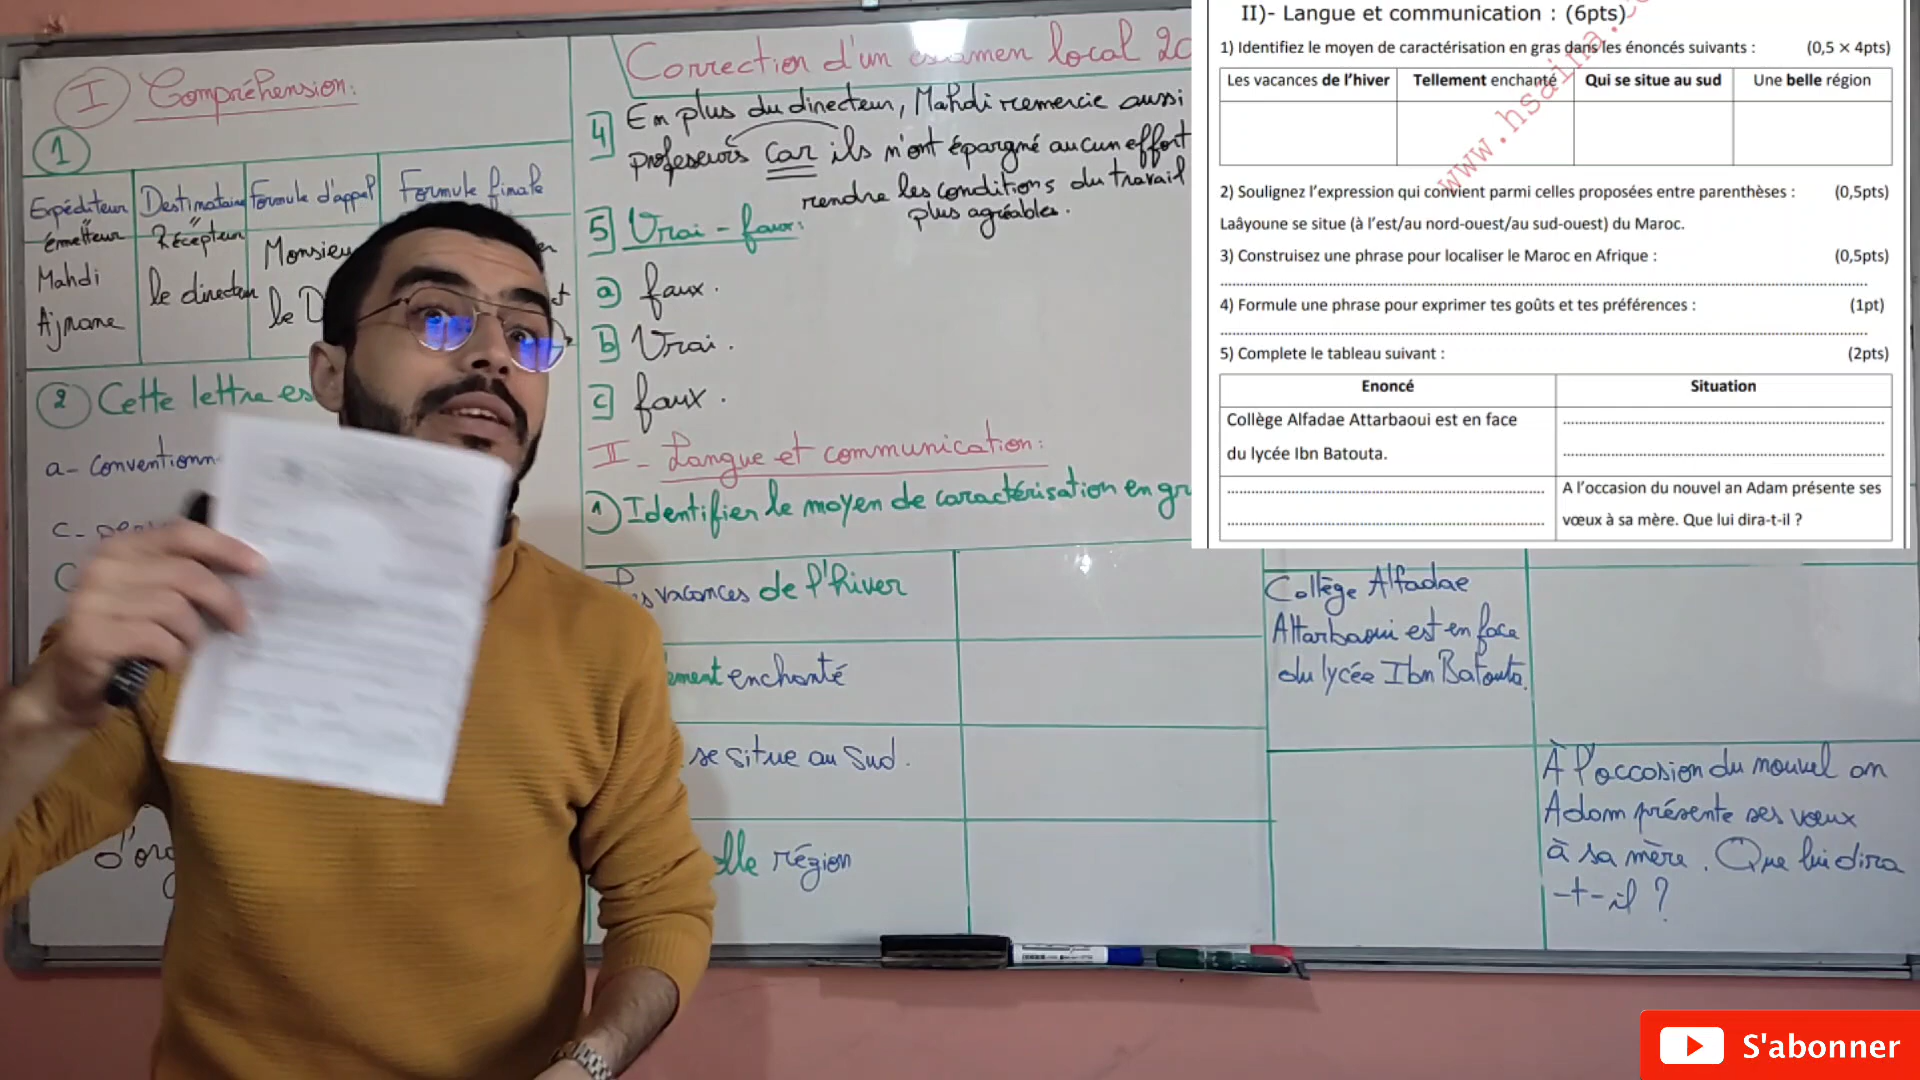 I Compréhension:
1
Expéditeur
émetteur
Mahdi
Ajnane
Destinataire
Récepteur
le directeur
Formule d'appel
Monsieur
le D
Formule finale
2 Cette lettre es
a- conventionn
c-
d'org
Correction d'un examen local 20
4 En plus du directeur, Mahdi remercie aussi
profeseurs car ils n'ont épargné aucun effort
rendre les conditions du travail
plus agréables.
5 Vrai - faux:
a faux.
b Vrai.
c faux.
II - Langue et communication:
1) Identifier le moyen de caractérisation en gr
vacances de l'hiver
ement enchanté
se situe au Sud.
elle région
Collège Alfadae
Attarbaoui est en face
du lycée Ibn Batouta.
À l'occasion du nouvel an
Adam présente ses vœux
à sa mère. Que lui dira
-t-il ?
II)- Langue et communication : (6pts)
1) Identifiez le moyen de caractérisation en gras dans les énoncés suivants : (0,5 × 4pts)
Les vacances de l'hiver Tellement enchanté Qui se situe au sud Une belle région
www.hsaina.
2) Soulignez l'expression qui convient parmi celles proposées entre parenthèses : (0,5pts)
Laâyoune se situe (à l'est/au nord-ouest/au sud-ouest) du Maroc.
3) Construisez une phrase pour localiser le Maroc en Afrique : (0,5pts)
4) Formule une phrase pour exprimer tes goûts et tes préférences : (1pt)
5) Complete le tableau suivant : (2pts)
Enoncé Situation
Collège Alfadae Attarbaoui est en face
du lycée Ibn Batouta.
A l'occasion du nouvel an Adam présente ses
vœux à sa mère. Que lui dira-t-il ?
S'abonner